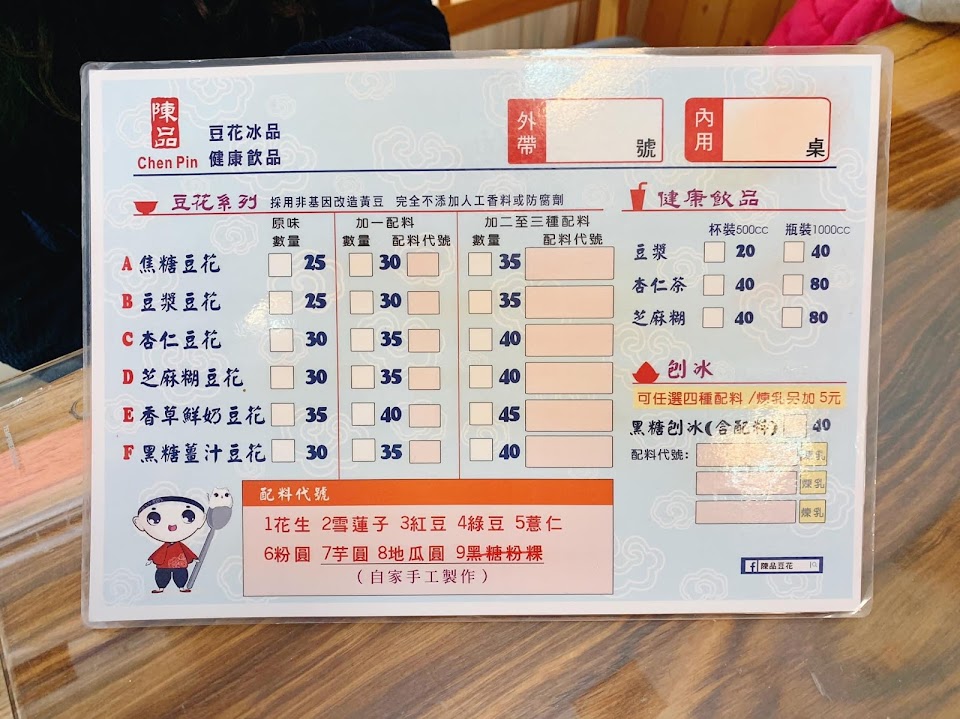 陳品
Chen Pin
豆花冰品
健康飲品
外帶 號
內用 桌
豆花系列 採用非基因改造黃豆 完全不添加人工香料或防腐劑
原味 加一配料 加二至三種配料
數量 數量 配料代號 數量 配料代號
A 焦糖豆花 25 30 35
B 豆漿豆花 25 30 35
C 杏仁豆花 30 35 40
D 芝麻糊豆花 30 35 40
E 香草鮮奶豆花 35 40 45
F 黑糖薑汁豆花 30 35 40
配料代號
1花生 2雪蓮子 3紅豆 4綠豆 5薏仁
6粉圓 7芋圓 8地瓜圓 9黑糖粉粿
(自家手工製作)
健康飲品
杯裝500cc 瓶裝1000cc
豆漿 20 40
杏仁茶 40 80
芝麻糊 40 80
刨冰
可任選四種配料/煉乳另加5元
黑糖刨冰(含配料) 40
配料代號: 煉乳
煉乳
煉乳
f 陳品豆花